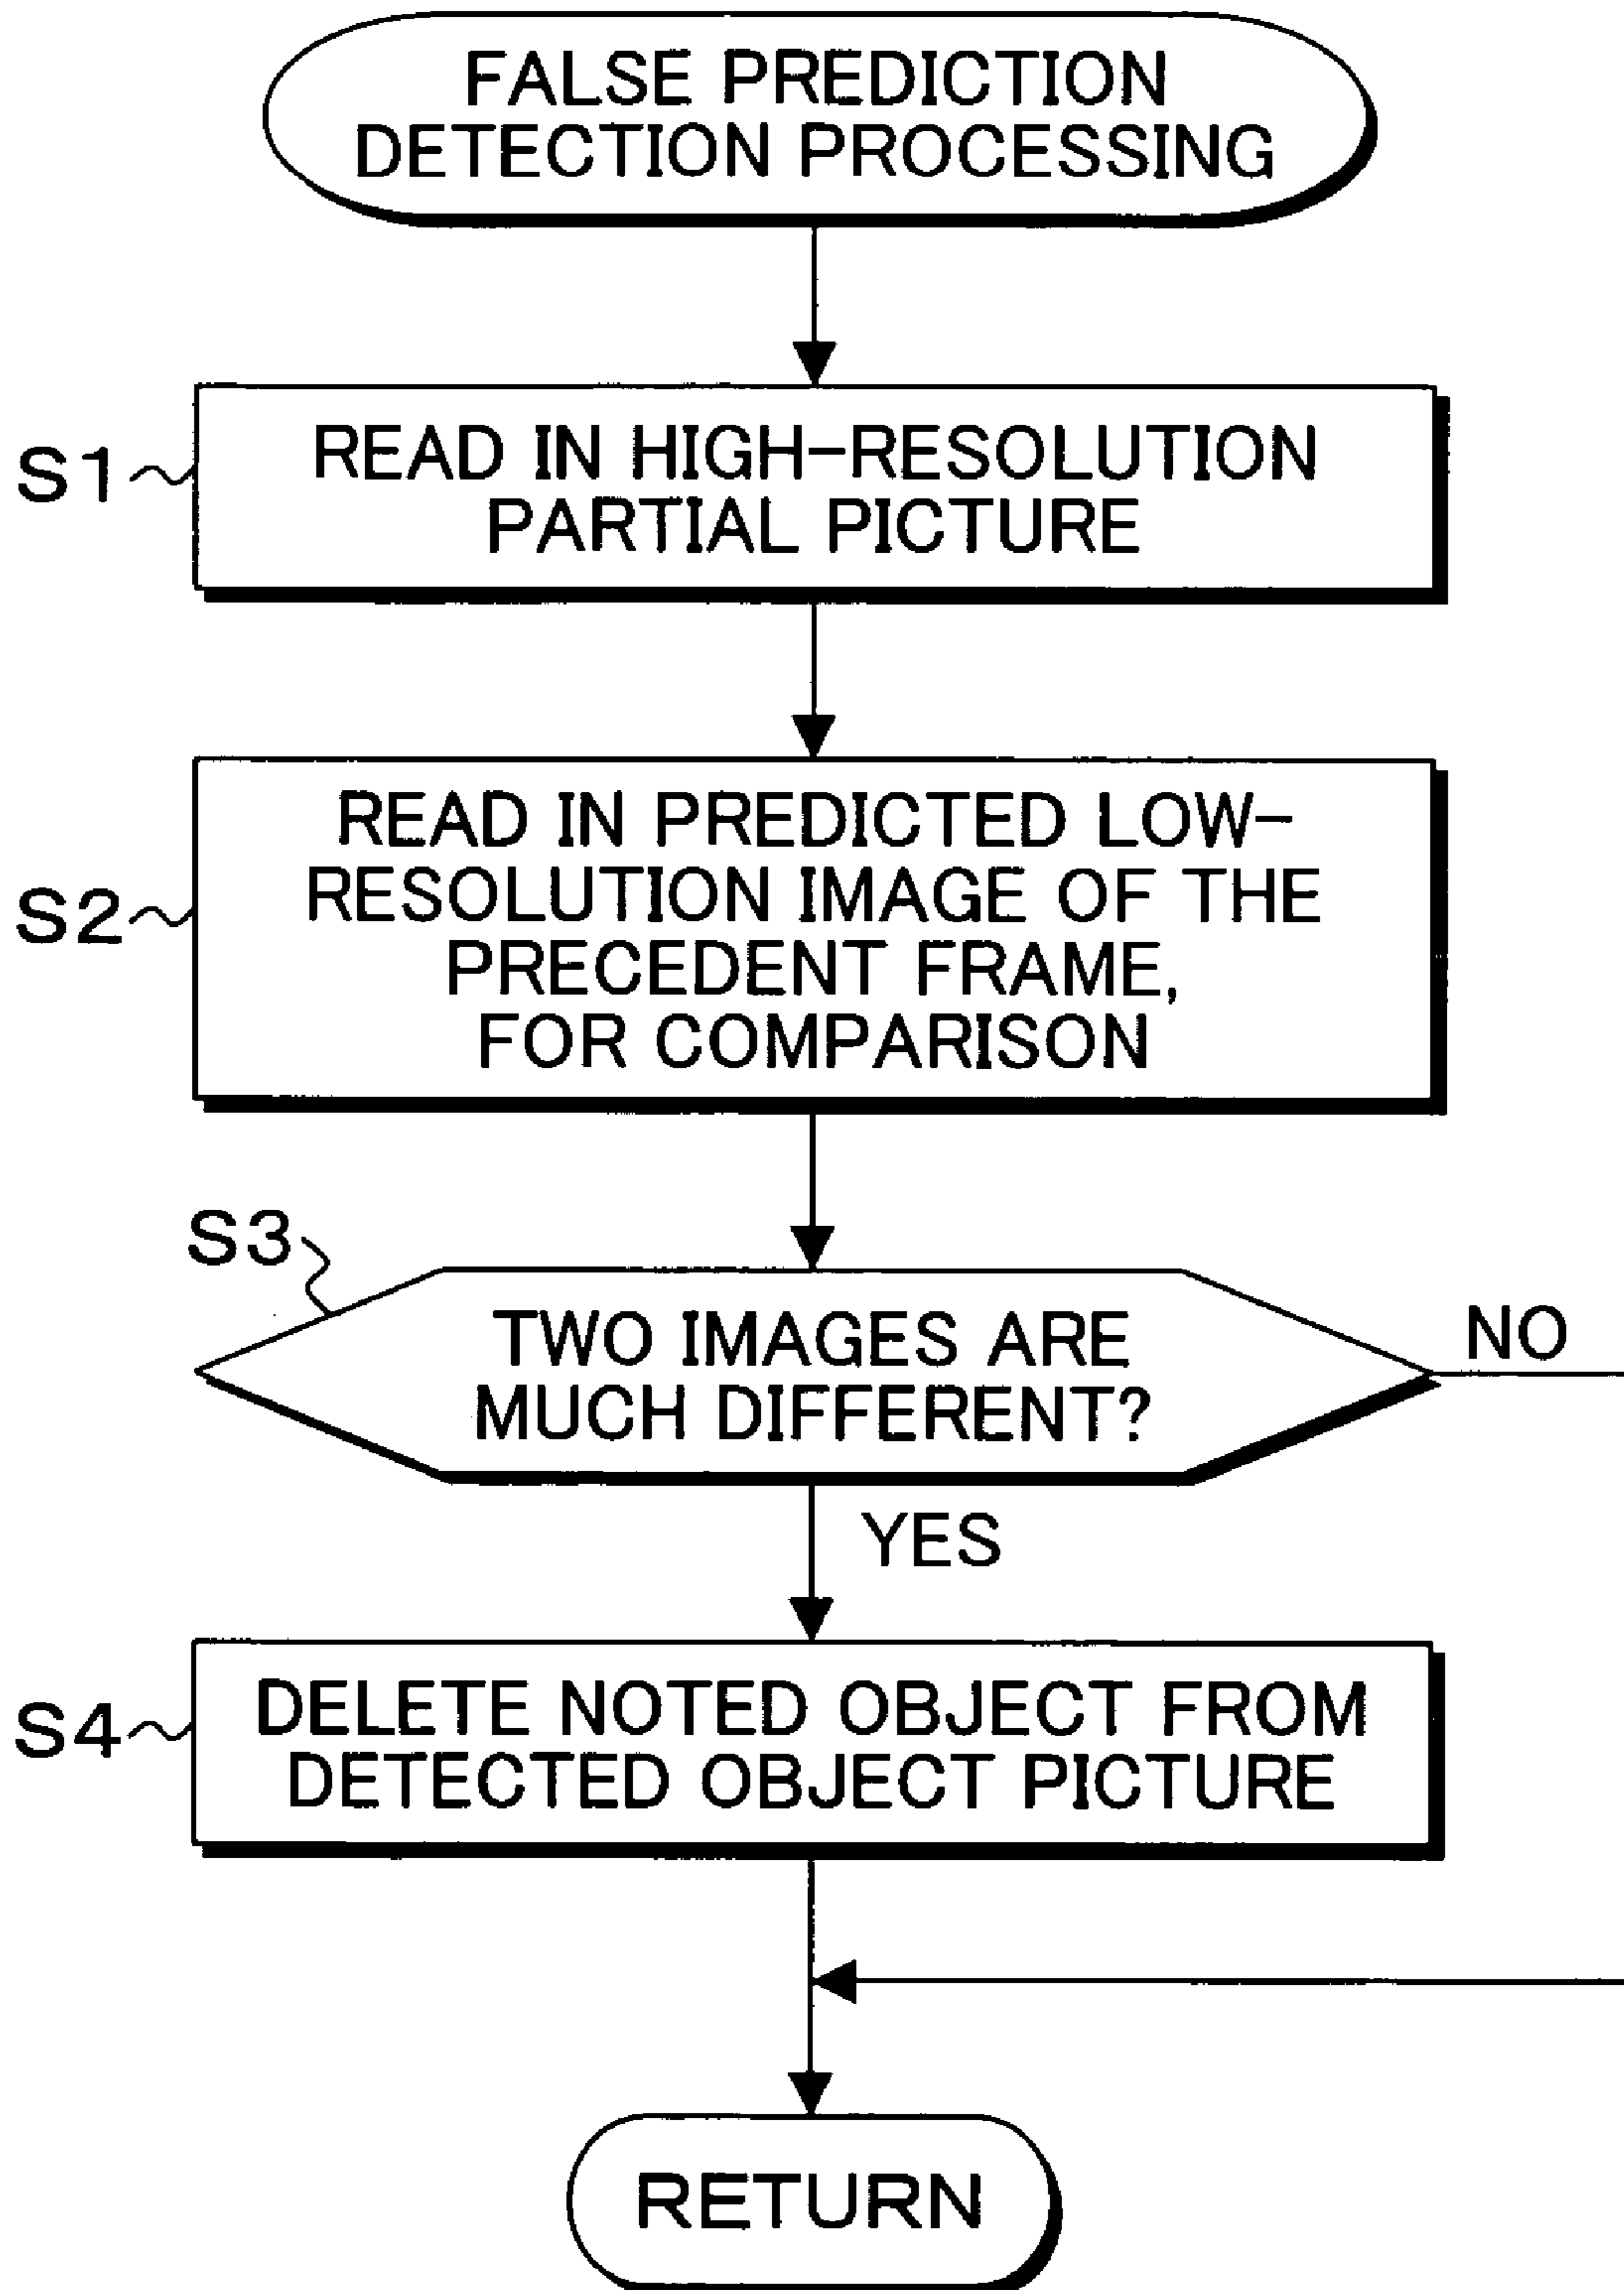 FALSE PREDICTION
DETECTION PROCESSING
S1
READ IN HIGH-RESOLUTION
PARTIAL PICTURE
S2
READ IN PREDICTED LOW-
RESOLUTION IMAGE OF THE
PRECEDENT FRAME,
FOR COMPARISON
S3
TWO IMAGES ARE
MUCH DIFFERENT?
NO
YES
S4
DELETE NOTED OBJECT FROM
DETECTED OBJECT PICTURE
RETURN